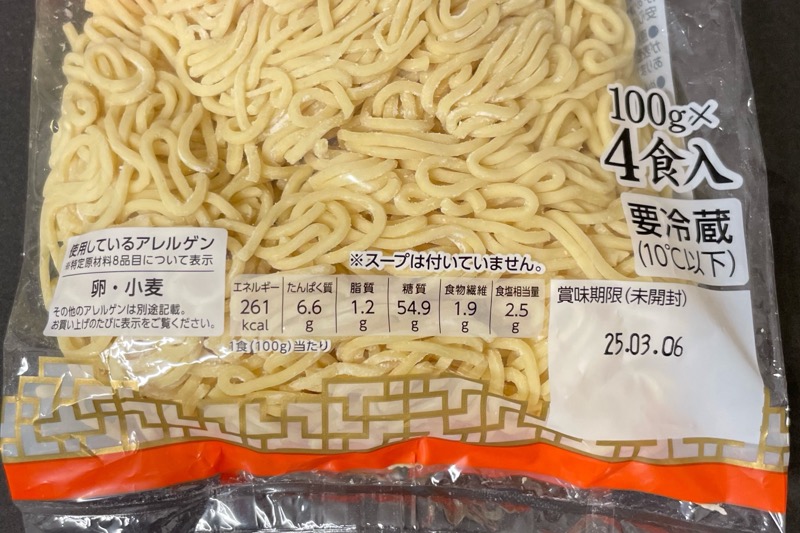 100g×
4食入
要冷蔵
(10℃以下)
使用しているアレルゲン
※特定原材料8品目について表示
卵・小麦
その他のアレルゲンは別途記載。
お買い上げのたびに表示をご覧ください。
※スープは付いていません。
エネルギー たんぱく質 脂質 糖質 食物繊維 食塩相当量
261 6.6 1.2 54.9 1.9 2.5
kcal g g g g g
1食(100g)当たり
賞味期限(未開封)
25.03.06